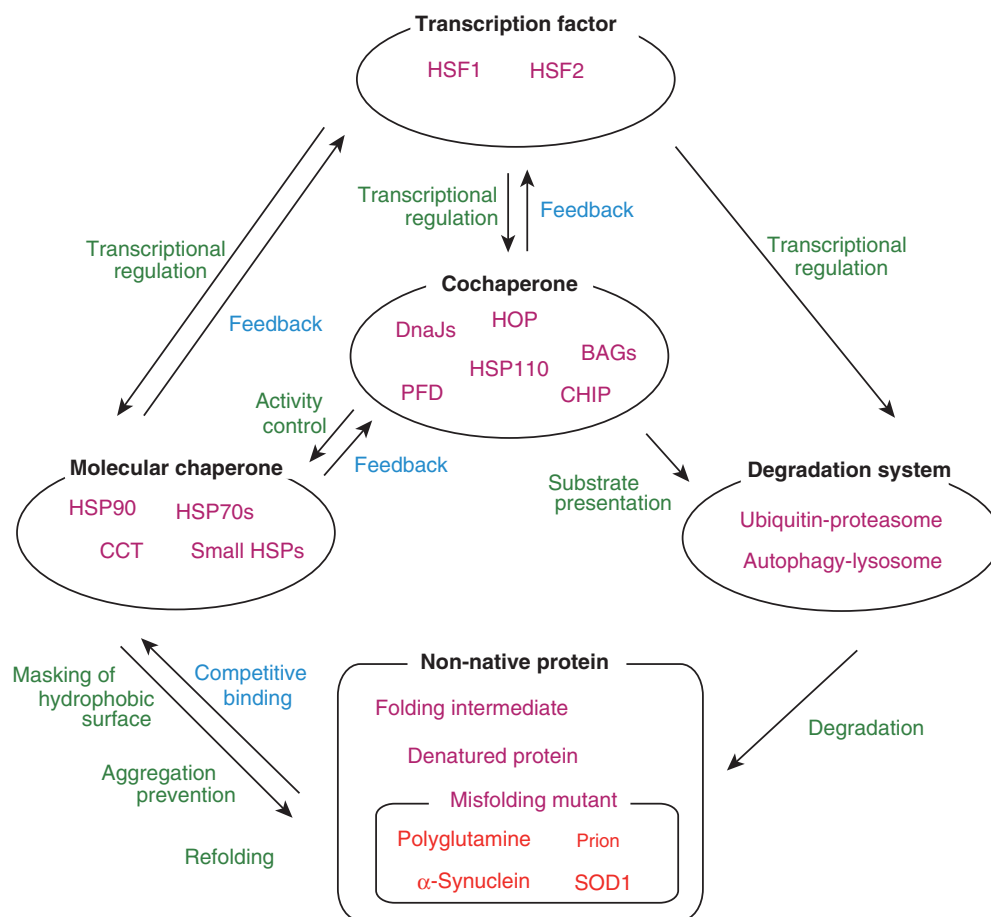 Transcription factor
HSF1
HSF2
Transcriptional
regulation
Feedback
Transcriptional
regulation
Transcriptional
regulation
Feedback
Cochaperone
DnaJs
HOP
BAGs
HSP110
PFD
CHIP
Activity
control
Feedback
Molecular chaperone
HSP90
HSP70s
CCT
Small HSPs
Substrate
presentation
Degradation system
Ubiquitin-proteasome
Autophagy-lysosome
Masking of
hydrophobic
surface
Competitive
binding
Aggregation
prevention
Refolding
Non-native protein
Folding intermediate
Denatured protein
Misfolding mutant
Polyglutamine
Prion
α-Synuclein
SOD1
Degradation